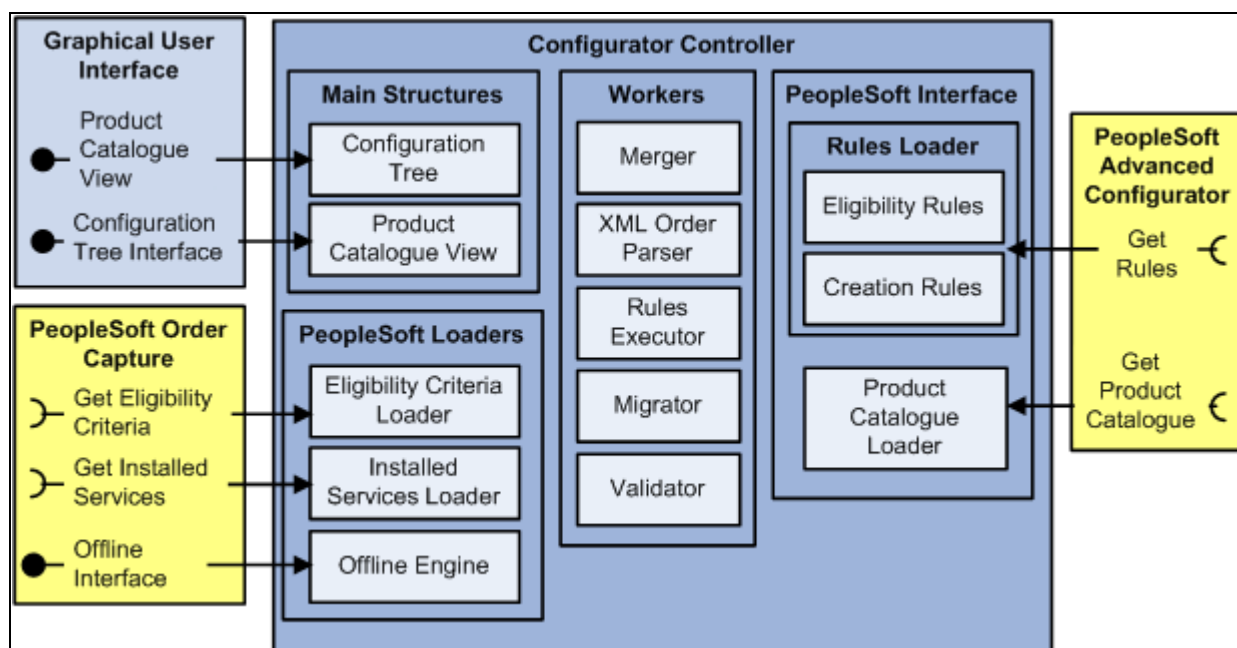 Graphical User
Interface
Product
Catalogue
View
Configuration
Tree Interface
PeopleSoft Order
Capture
Get Eligibility
Criteria
Get Installed
Services
Offline
Interface
Configurator Controller
Main Structures
Configuration
Tree
Product
Catalogue View
PeopleSoft Loaders
Eligibility Criteria
Loader
Installed
Services Loader
Offline Engine
Workers
Merger
XML Order
Parser
Rules
Executor
Migrator
Validator
PeopleSoft Interface
Rules Loader
Eligibility Rules
Creation Rules
Product
Catalogue
Loader
PeopleSoft
Advanced
Configurator
Get
Rules
Get
Product
Catalogue